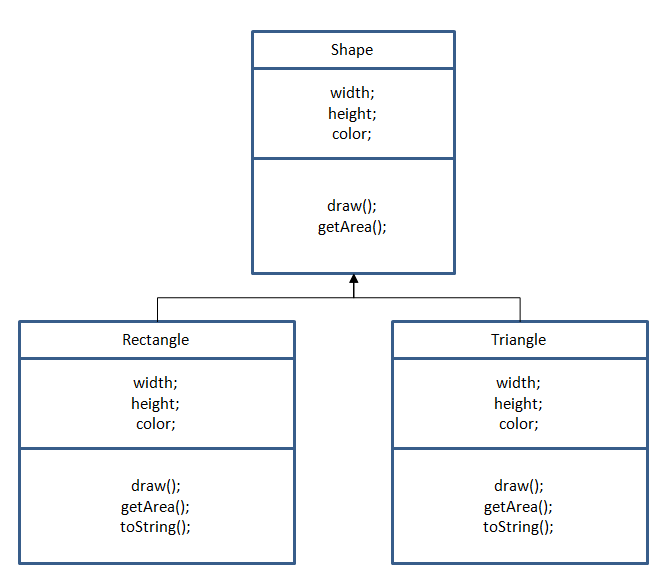 Shape
width;
height;
color;
draw();
getArea();
Rectangle
width;
height;
color;
draw();
getArea();
toString();
Triangle
width;
height;
color;
draw();
getArea();
toString();